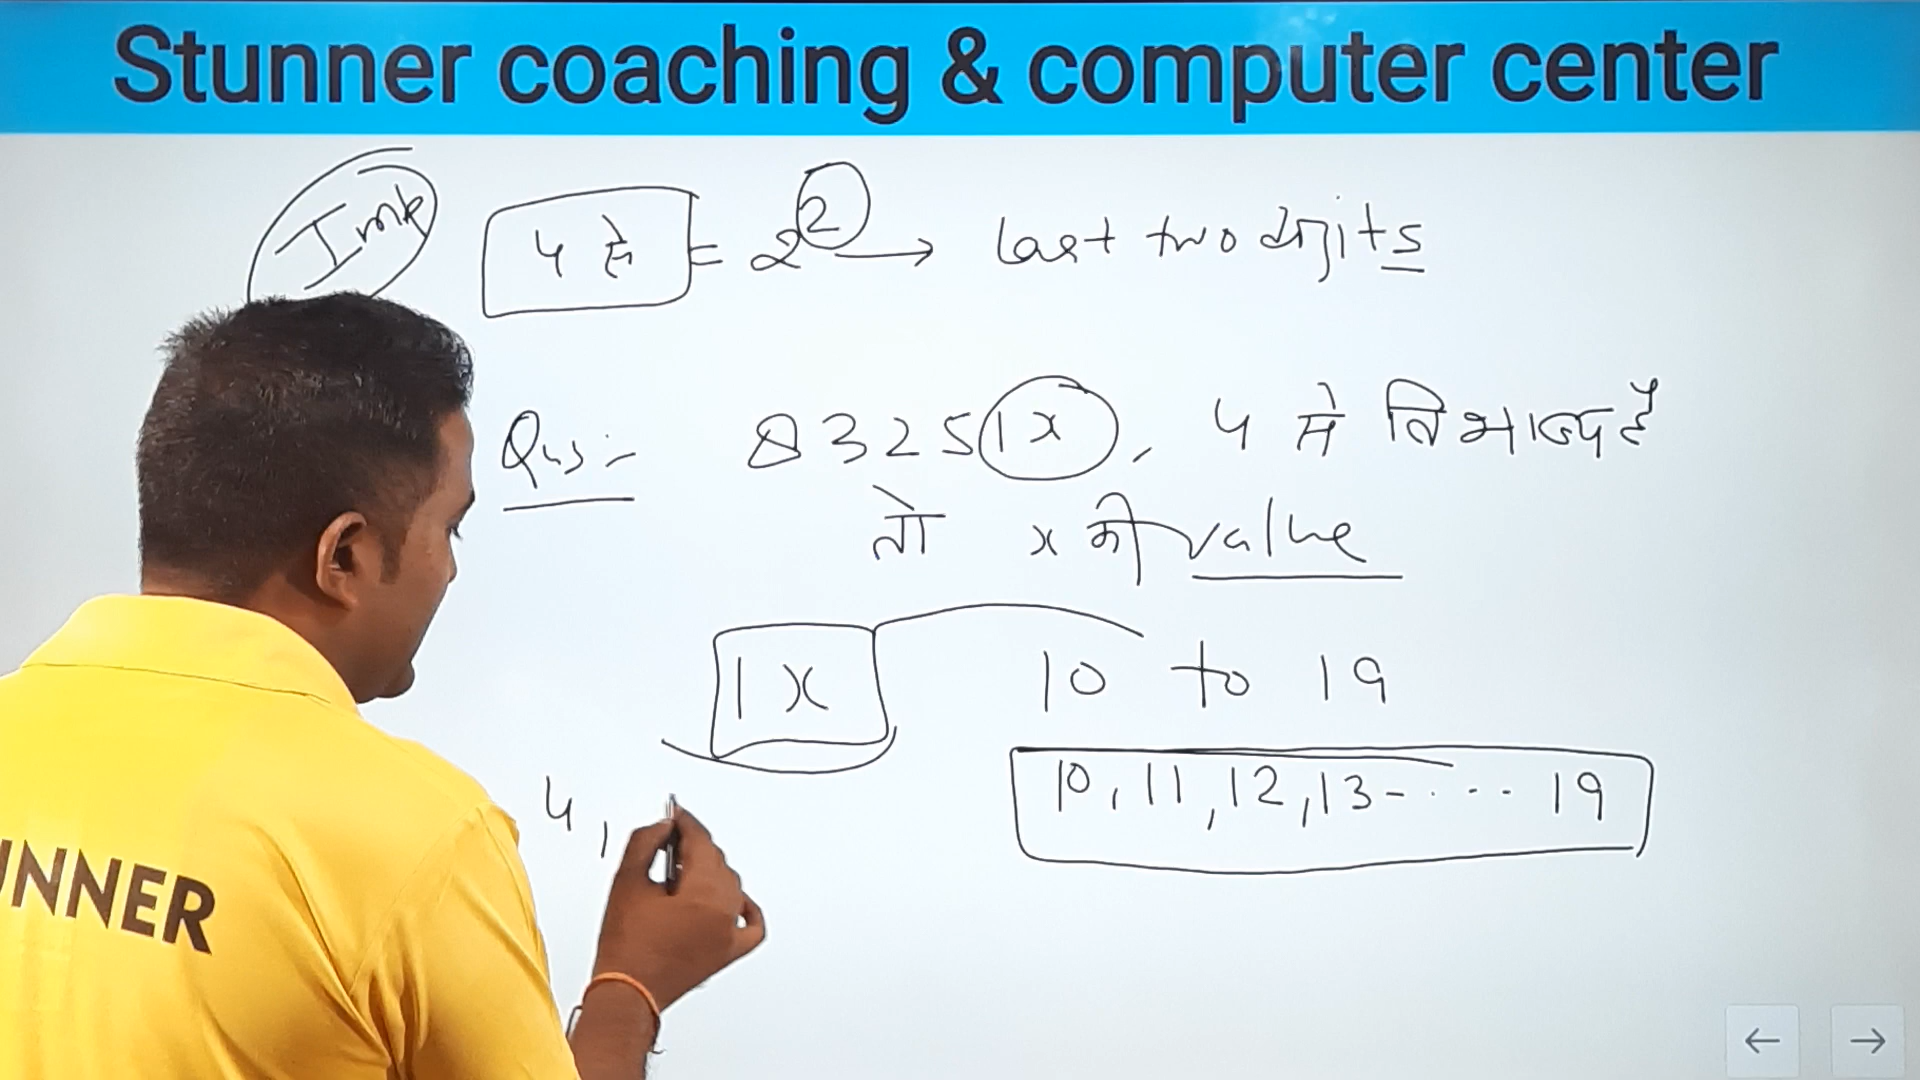 Stunner coaching & computer center
Imp
4 से = 2² → last two digits
Qus:- 83251x, 4 से विभाज्य है
तो x की value
1x 10 to 19
4, 10, 11, 12, 13-.... 19
UNNER